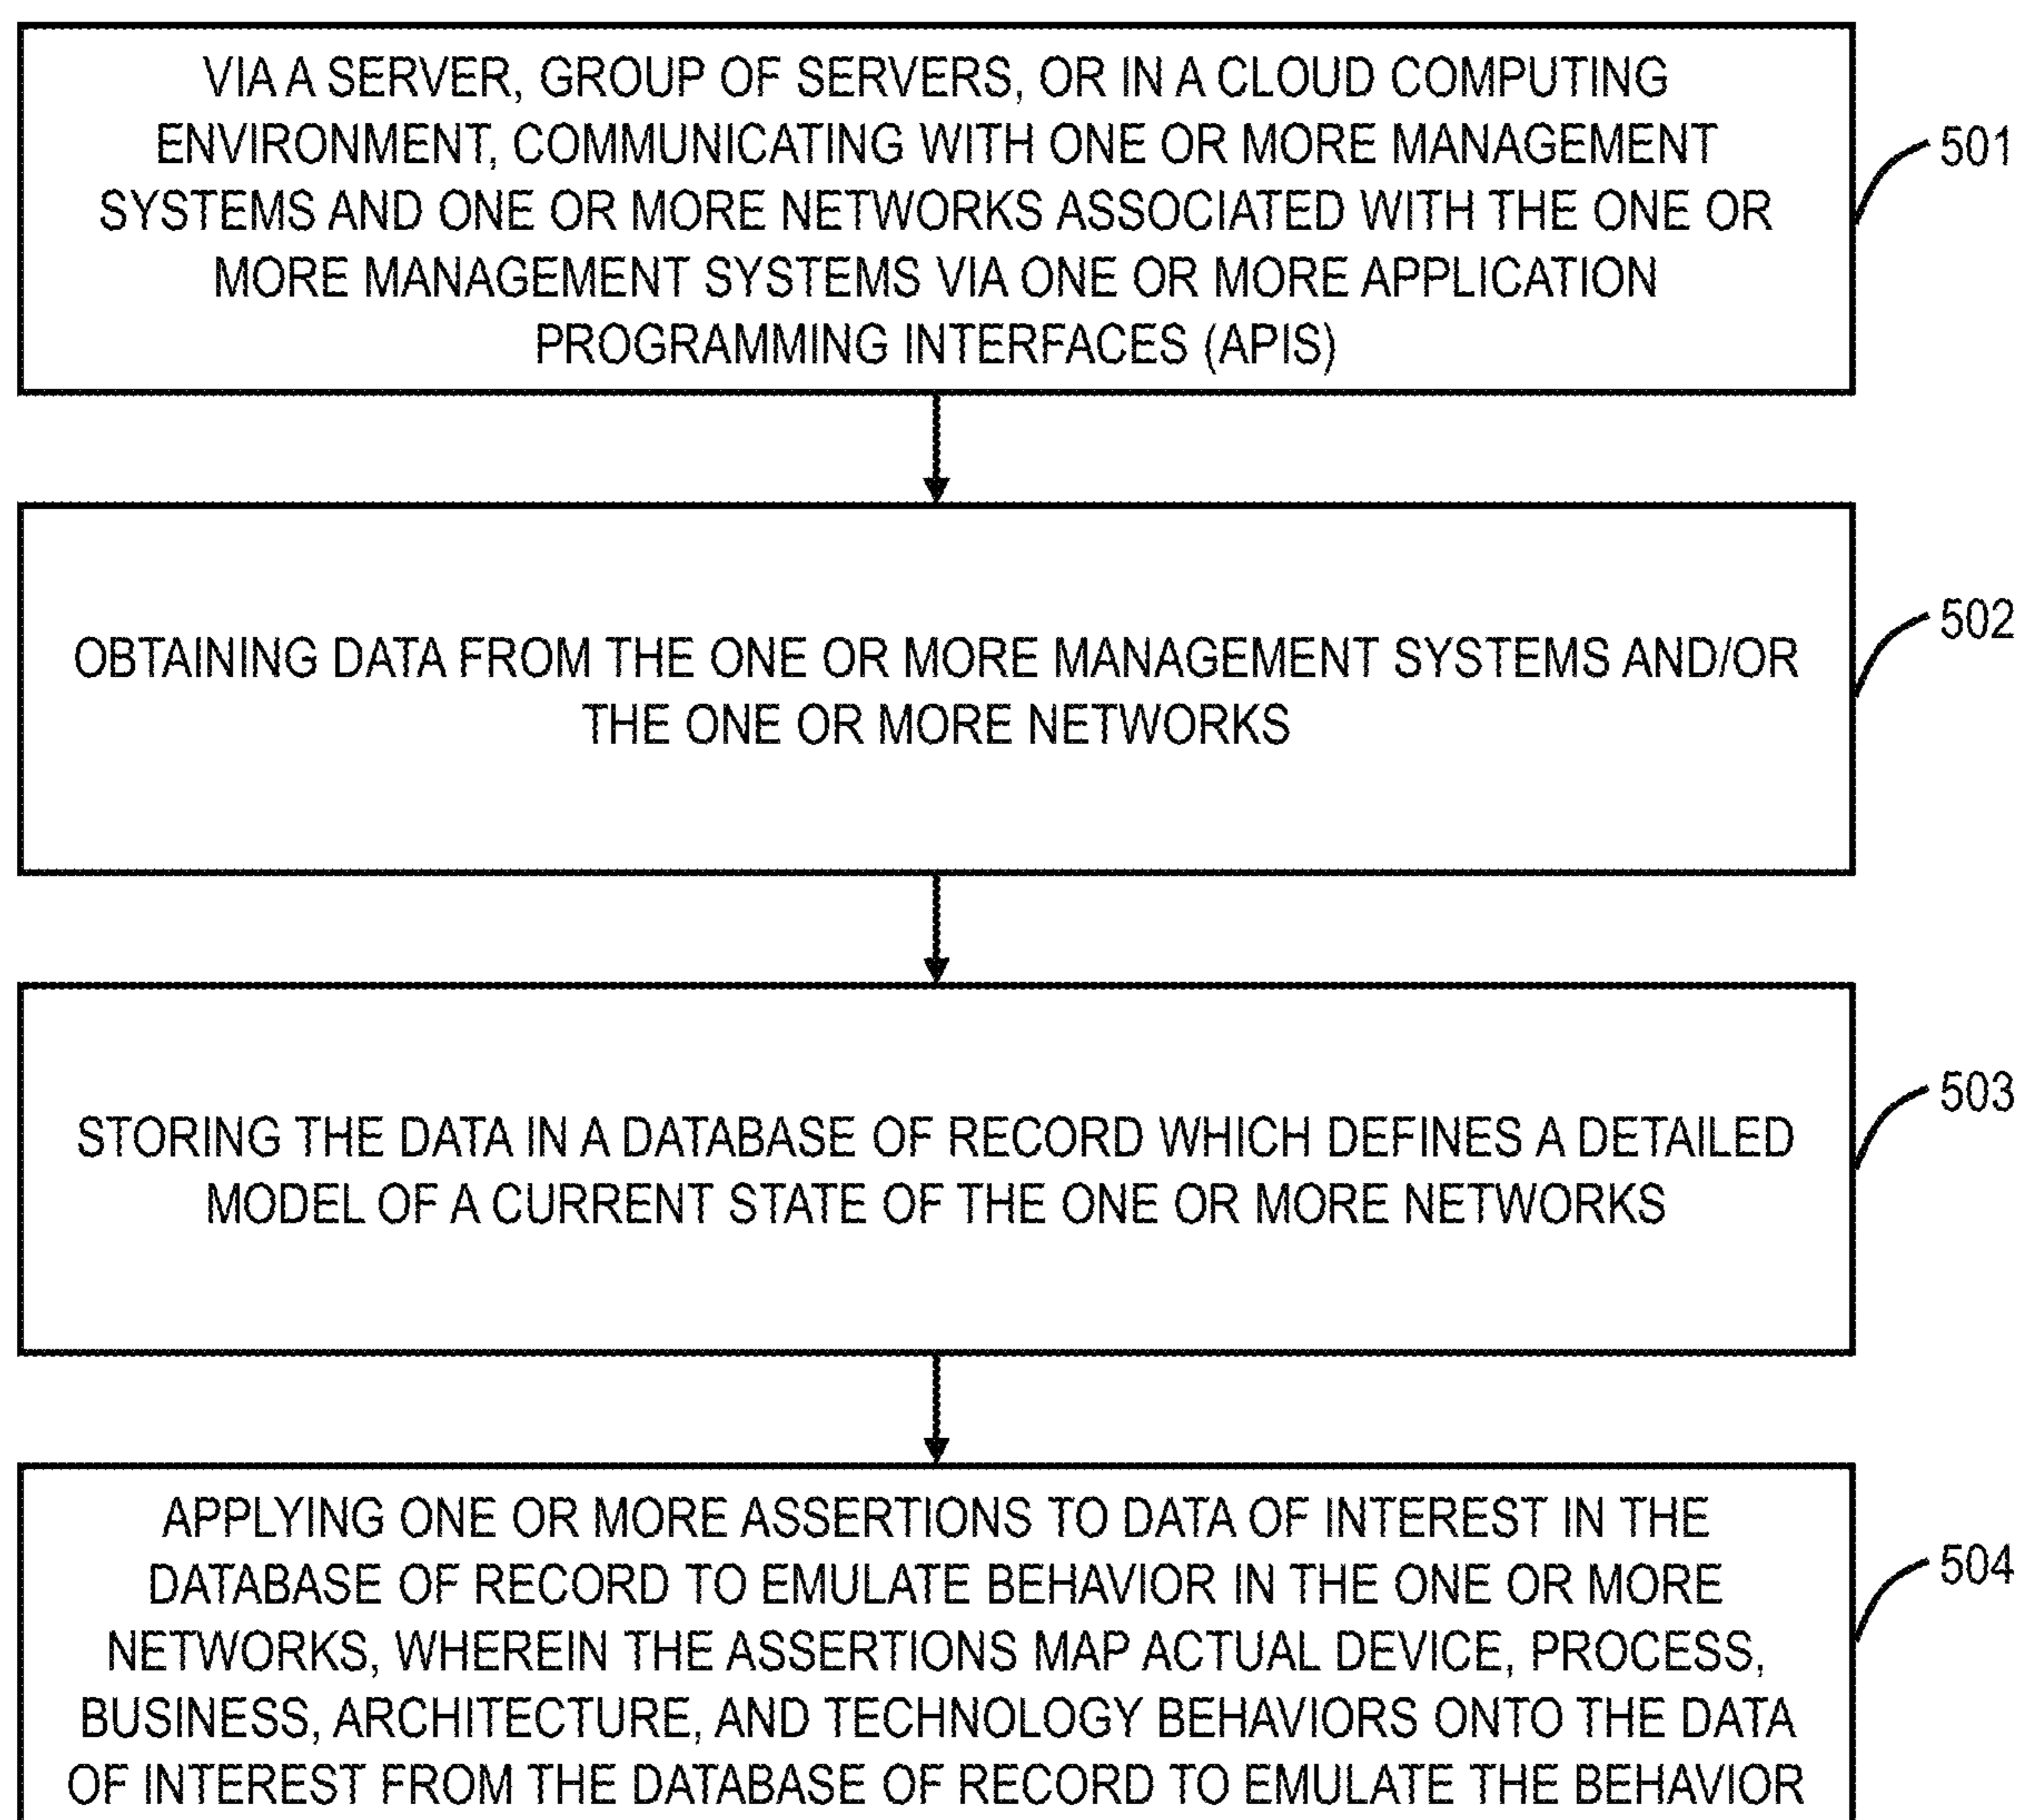 VIA A SERVER, GROUP OF SERVERS, OR IN A CLOUD COMPUTING
ENVIRONMENT, COMMUNICATING WITH ONE OR MORE MANAGEMENT
SYSTEMS AND ONE OR MORE NETWORKS ASSOCIATED WITH THE ONE OR
MORE MANAGEMENT SYSTEMS VIA ONE OR MORE APPLICATION
PROGRAMMING INTERFACES (APIS)
501
OBTAINING DATA FROM THE ONE OR MORE MANAGEMENT SYSTEMS AND/OR
THE ONE OR MORE NETWORKS
502
STORING THE DATA IN A DATABASE OF RECORD WHICH DEFINES A DETAILED
MODEL OF A CURRENT STATE OF THE ONE OR MORE NETWORKS
503
APPLYING ONE OR MORE ASSERTIONS TO DATA OF INTEREST IN THE
DATABASE OF RECORD TO EMULATE BEHAVIOR IN THE ONE OR MORE
NETWORKS, WHEREIN THE ASSERTIONS MAP ACTUAL DEVICE, PROCESS,
BUSINESS, ARCHITECTURE, AND TECHNOLOGY BEHAVIORS ONTO THE DATA
OF INTEREST FROM THE DATABASE OF RECORD TO EMULATE THE BEHAVIOR
504